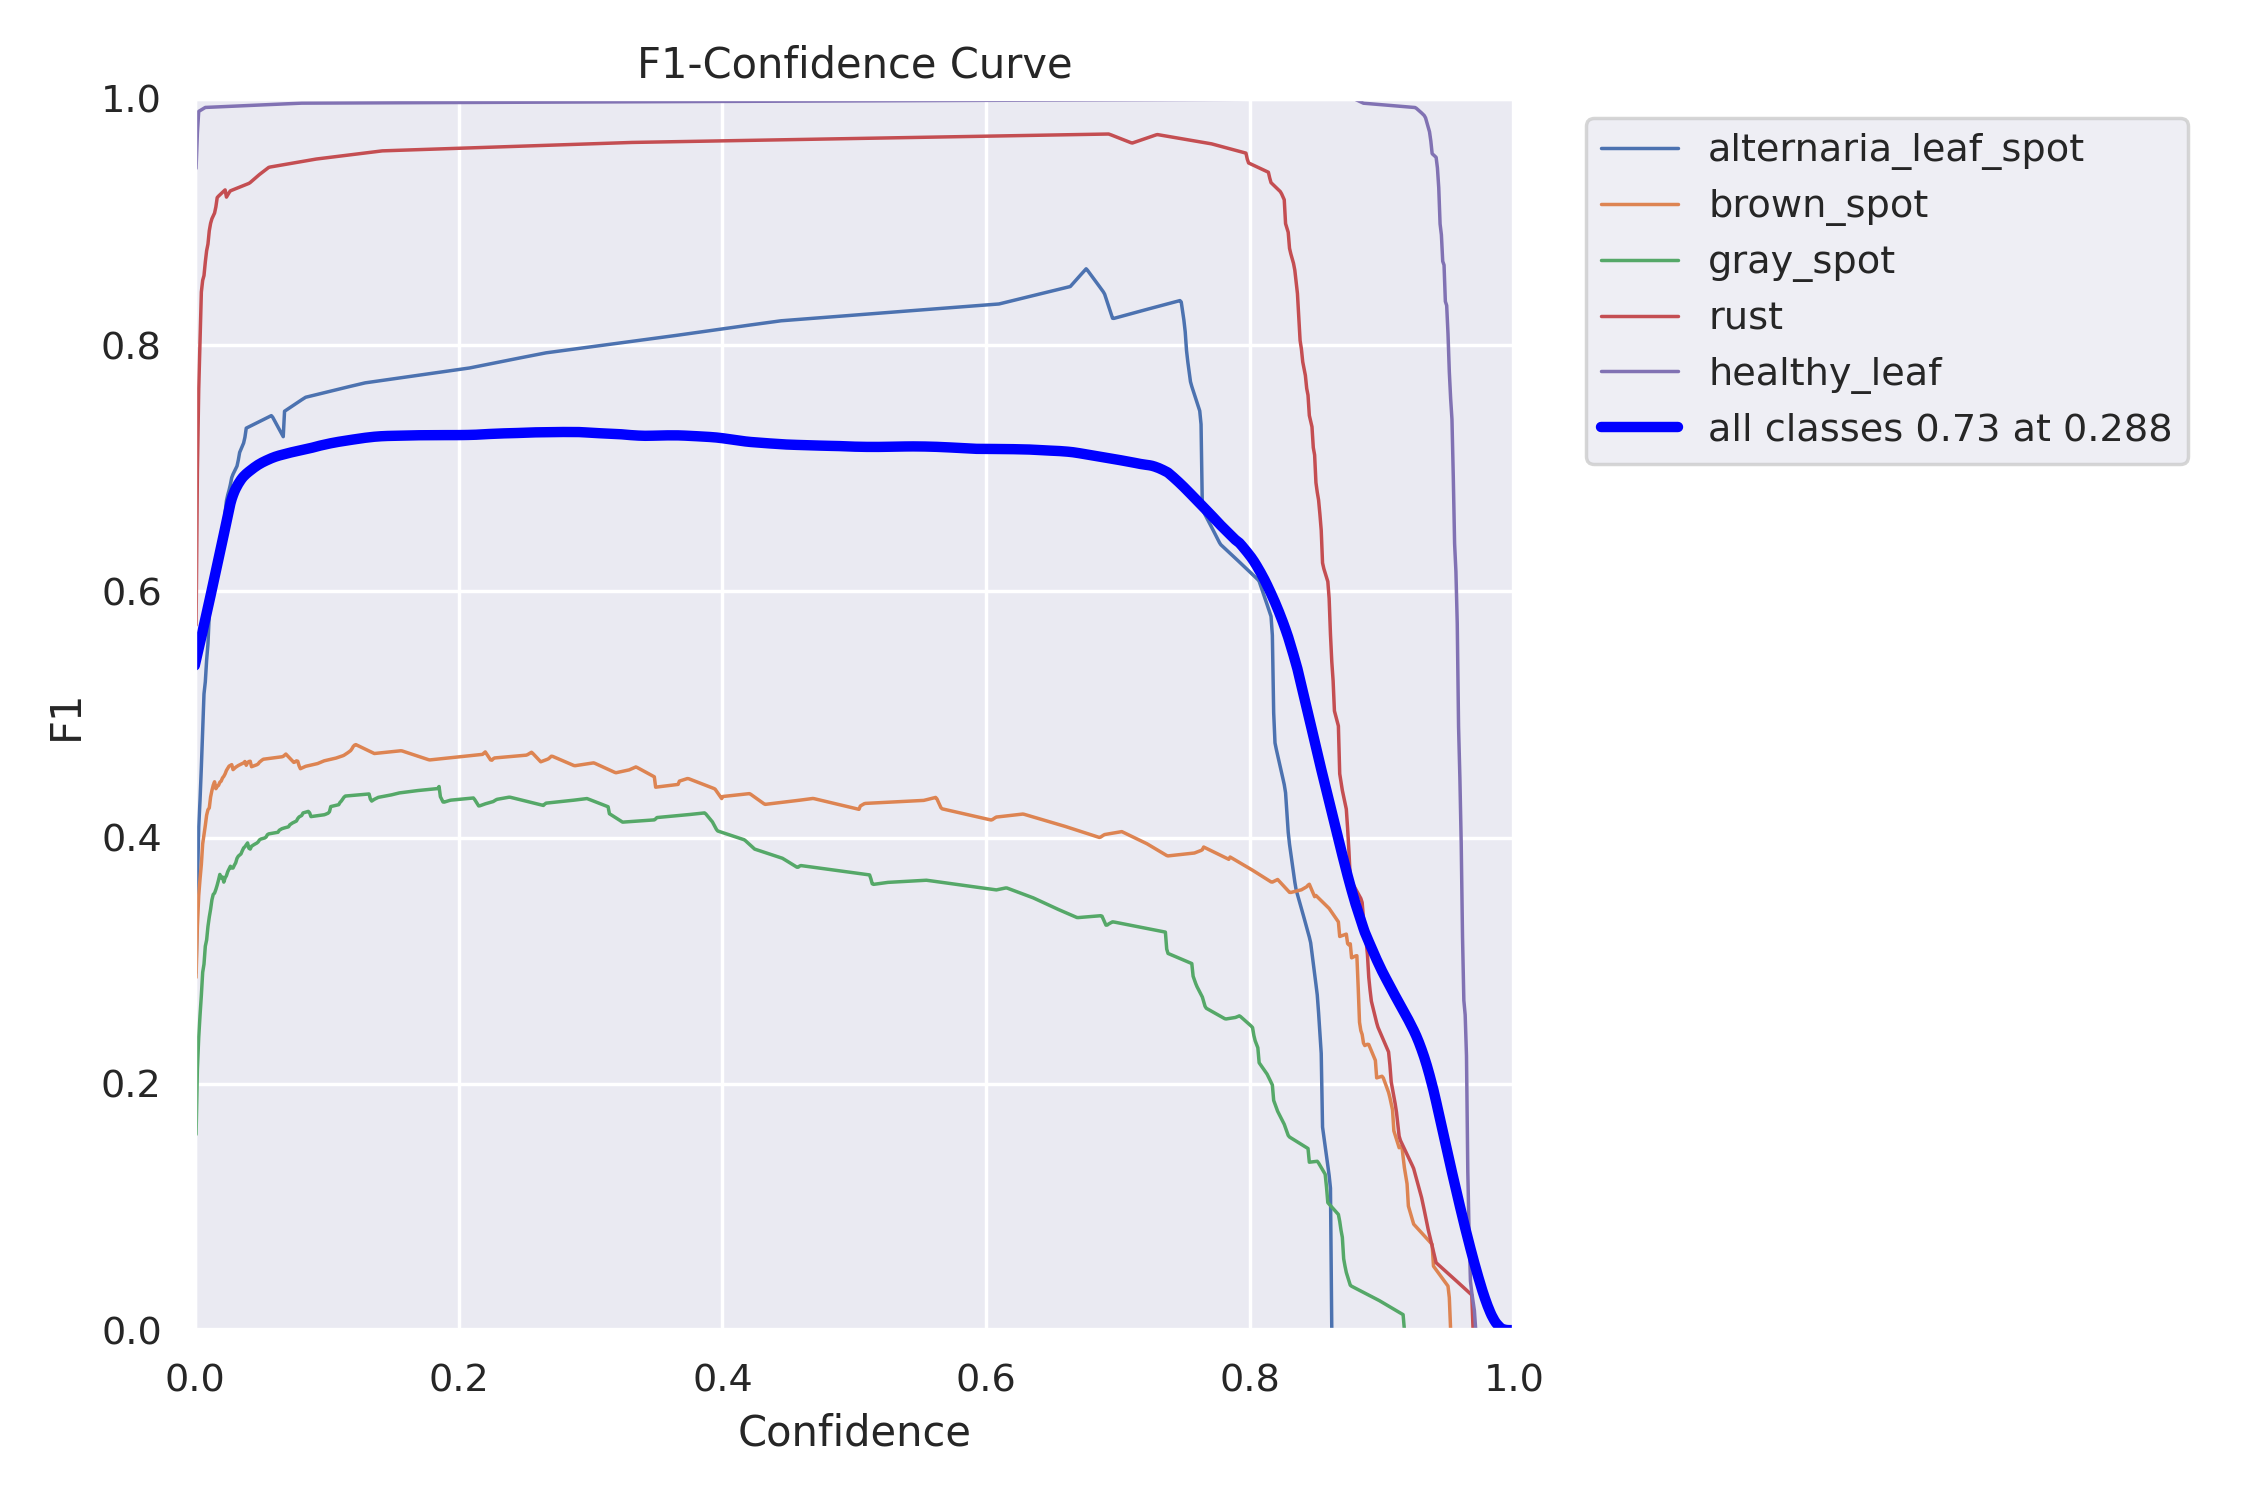 F1-Confidence Curve
1.0
0.8
0.6
0.4
0.2
0.0
F1
0.0 0.2 0.4 0.6 0.8 1.0
Confidence
alternaria_leaf_spot
brown_spot
gray_spot
rust
healthy_leaf
all classes 0.73 at 0.288